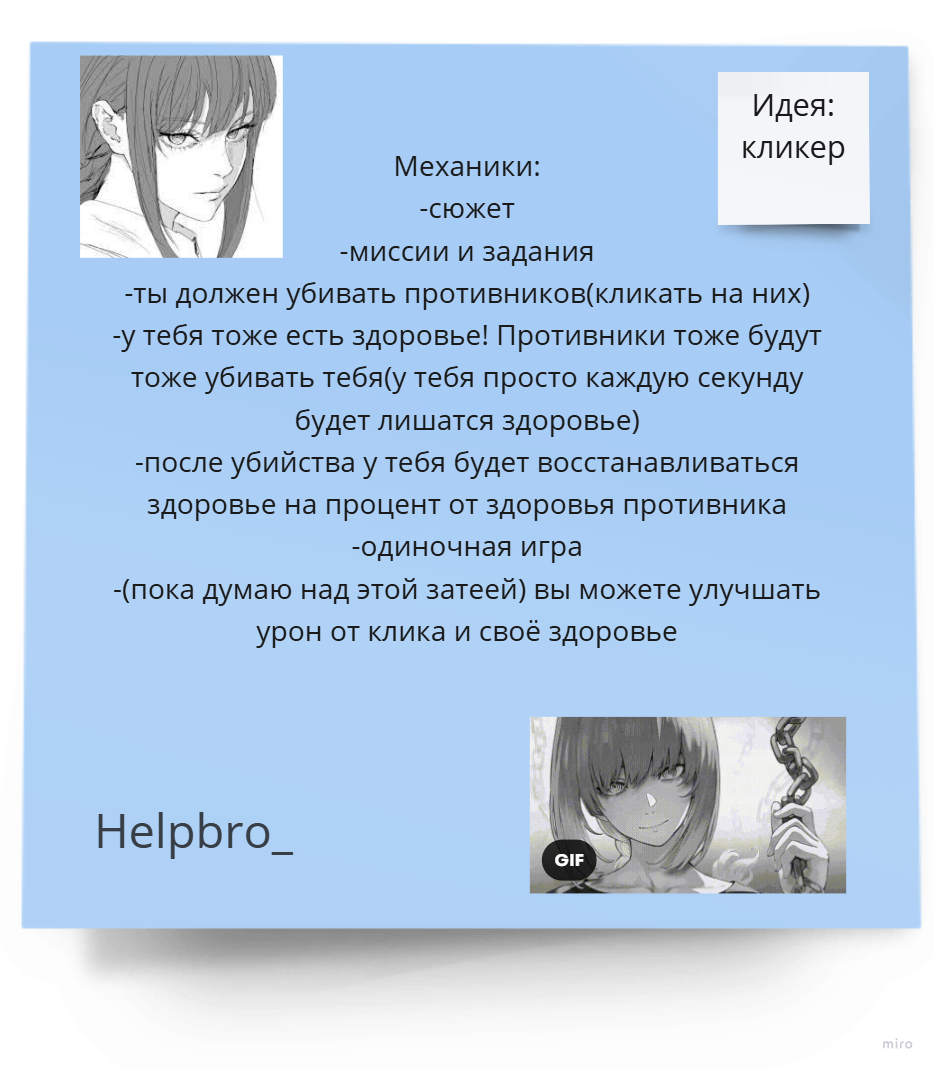 Идея:
кликер
Механики:
-сюжет
-миссии и задания
-ты должен убивать противников(кликать на них)
-у тебя тоже есть здоровье! Противники тоже будут
тоже убивать тебя(у тебя просто каждую секунду
будет лишатся здоровье)
-после убийства у тебя будет восстанавливаться
здоровье на процент от здоровья противника
-одиночная игра
-(пока думаю над этой затеей) вы можете улучшать
урон от клика и своё здоровье
Helpbro_
GIF
miro